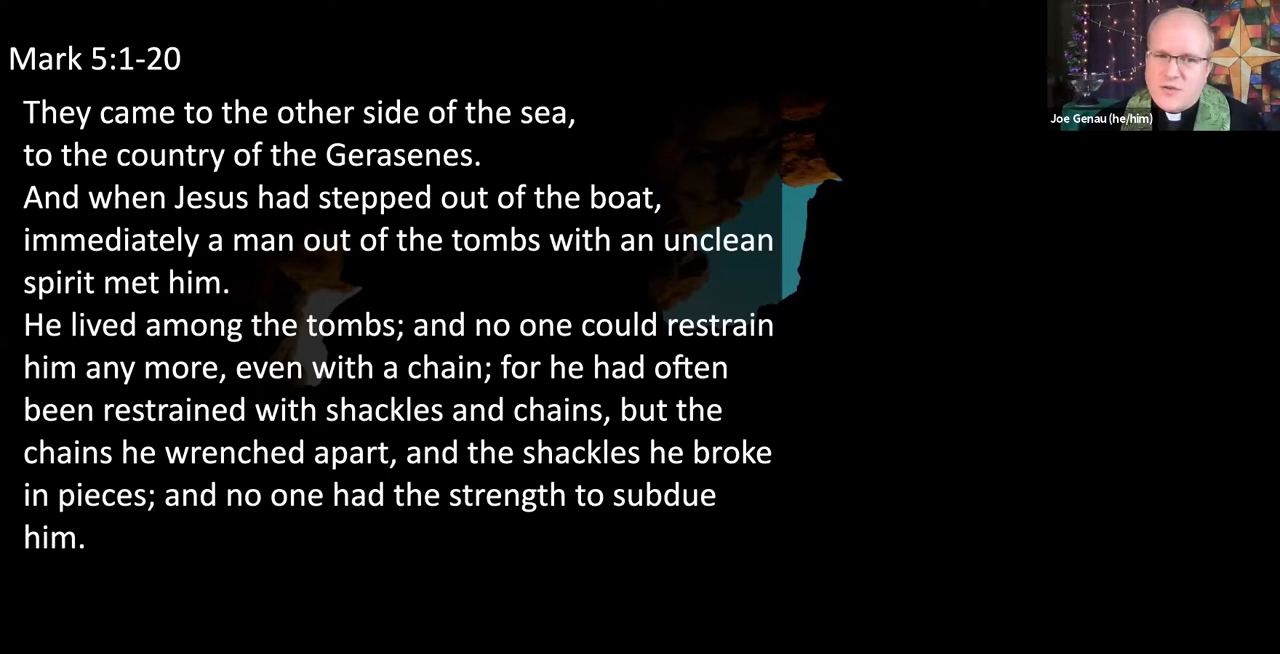 Mark 5:1-20
They came to the other side of the sea,
to the country of the Gerasenes.
And when Jesus had stepped out of the boat,
immediately a man out of the tombs with an unclean
spirit met him.
He lived among the tombs; and no one could restrain
him any more, even with a chain; for he had often
been restrained with shackles and chains, but the
chains he wrenched apart, and the shackles he broke
in pieces; and no one had the strength to subdue
him.
Joe Genau (he/him)